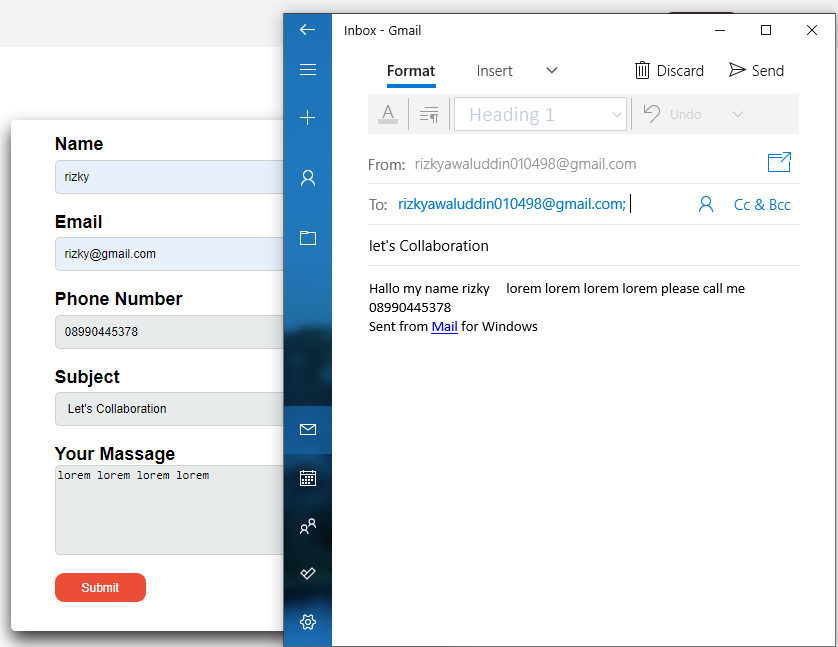 Name
rizky
Email
rizky@gmail.com
Phone Number
08990445378
Subject
Let's Collaboration
Your Massage
lorem lorem lorem lorem
Submit
Inbox - Gmail
Format Insert Discard Send
A Heading 1 Undo
From: rizkyawaluddin010498@gmail.com
To: rizkyawaluddin010498@gmail.com; Cc & Bcc
let's Collaboration
Hallo my name rizky lorem lorem lorem lorem please call me
08990445378
Sent from Mail for Windows